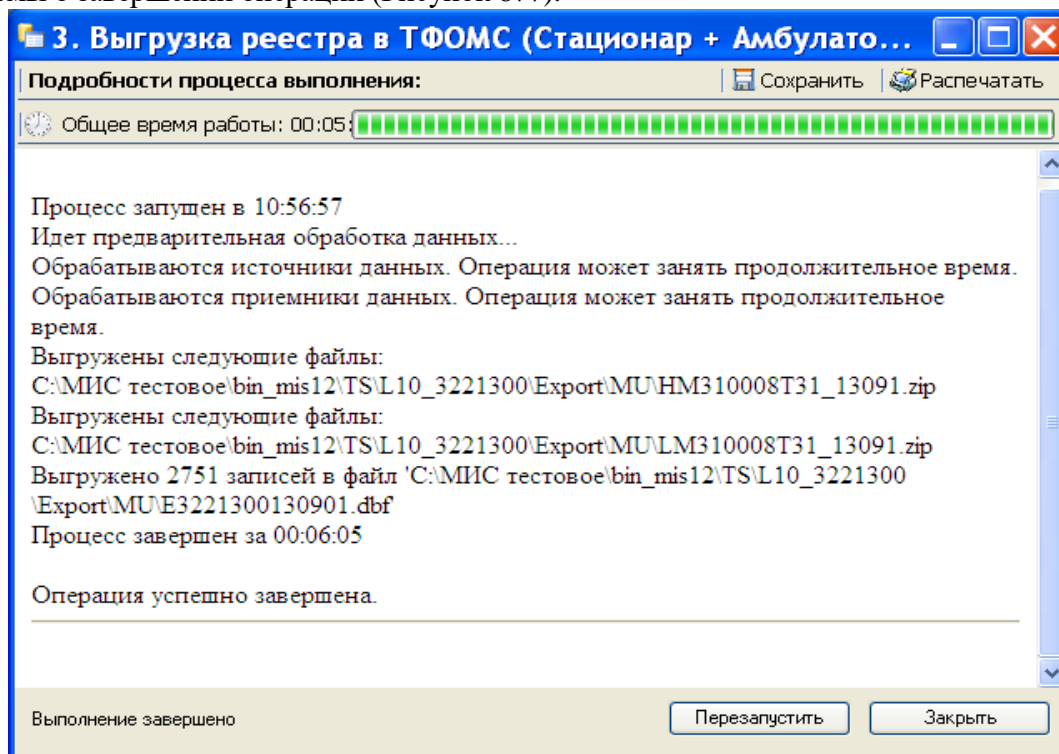 о завершении операции (Рисунок 677).
3. Выгрузка реестра в ТФОМС (Стационар + Амбулато...
Подробности процесса выполнения: Сохранить Распечатать
Общее время работы: 00:05:
Процесс запущен в 10:56:57
Идет предварительная обработка данных...
Обрабатываются источники данных. Операция может занять продолжительное время.
Обрабатываются приемники данных. Операция может занять продолжительное
время.
Выгружены следующие файлы:
C:\МИС тестовое\bin_mis12\TS\L10_3221300\Export\MU\HM310008T31_13091.zip
Выгружены следующие файлы:
C:\МИС тестовое\bin_mis12\TS\L10_3221300\Export\MU\LM310008T31_13091.zip
Выгружено 2751 записей в файл 'C:\МИС тестовое\bin_mis12\TS\L10_3221300
\Export\MU\E3221300130901.dbf'
Процесс завершен за 00:06:05
Операция успешно завершена.
Выполнение завершено Перезапустить Закрыть